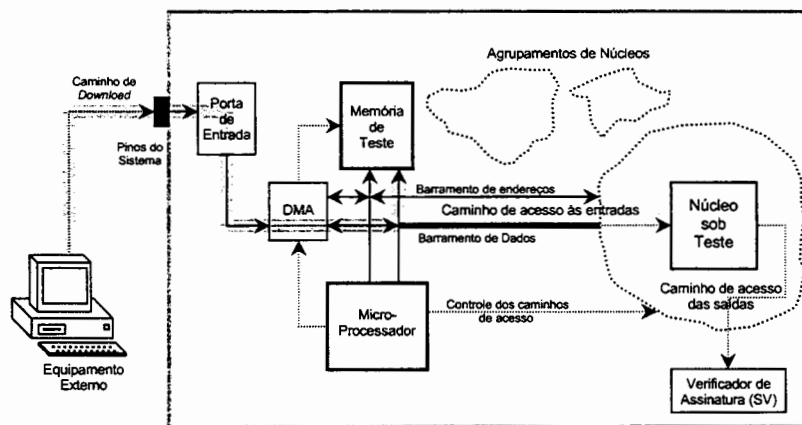 Agrupamentos de Núcleos
Caminho de
Download
Porta
de
Entrada
Memória
de
Teste
Pinos do
Sistema
DMA
Barramento de endereços
Caminho de acesso às entradas
Barramento de Dados
Núcleo
sob
Teste
Caminho de acesso
das saídas
Micro-
Processador
Controle dos caminhos
de acesso
Equipamento
Externo
Verificador de
Assinatura (SV)